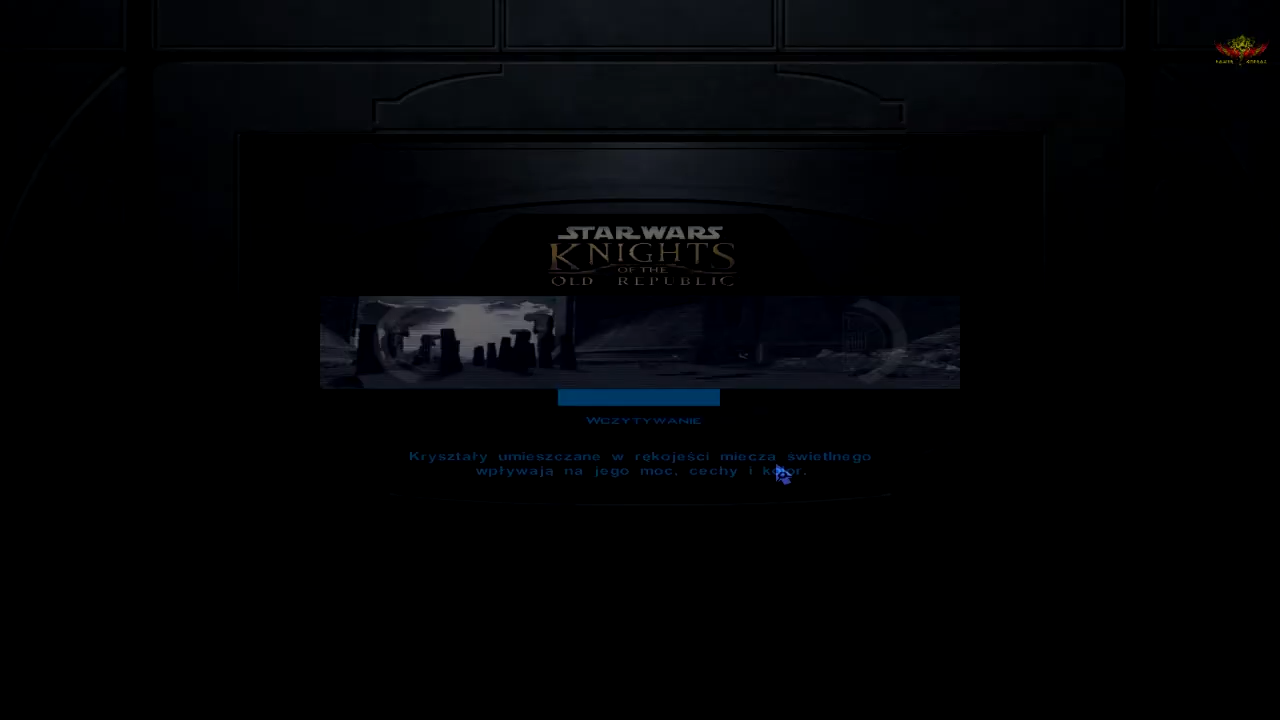 STAR WARS
KNIGHTS
OF THE
OLD REPUBLIC
Wczytywanie
Kryształy umieszczane w rękojeści miecza świetlnego
wpływają na jego moc, cechy i kolor.